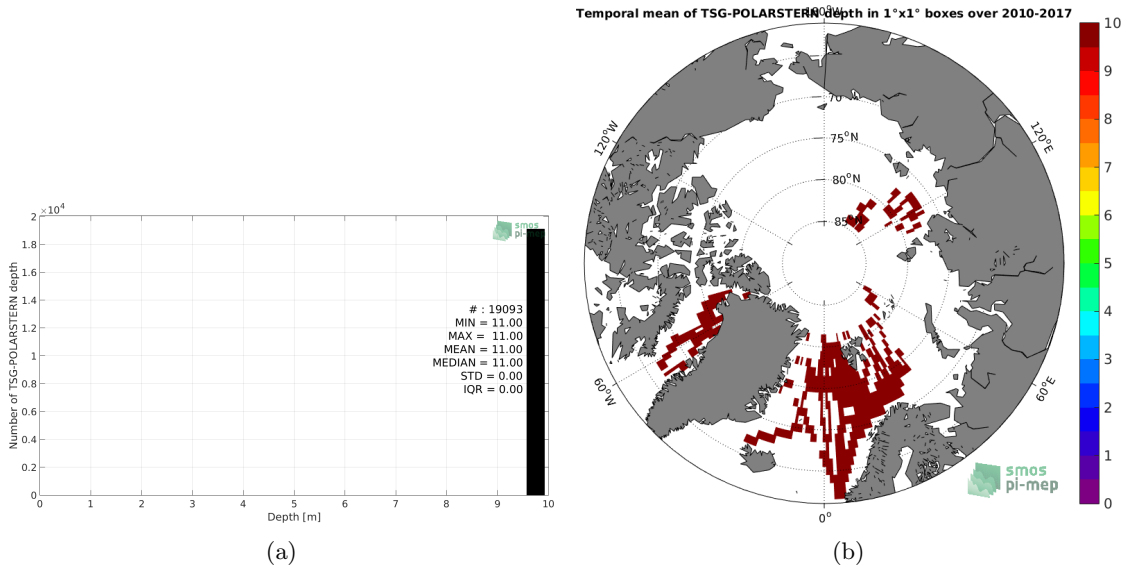 ×10⁴
2
1.8
1.6
1.4
1.2
1
0.8
0.6
0.4
0.2
0
Number of TSG-POLARSTERN depth
smos
pi-mep
# : 19093
MIN = 11.00
MAX = 11.00
MEAN = 11.00
MEDIAN = 11.00
STD = 0.00
IQR = 0.00
0 1 2 3 4 5 6 7 8 9 10
Depth [m]
(a)
Temporal mean of TSG-POLARSTERN depth in 1°x1° boxes over 2010-2017
180°W
120°W
120°E
60°W
60°E
0°
70
75°N
80°N
85°N
smos
pi-mep
10
9
8
7
6
5
4
3
2
1
0
(b)